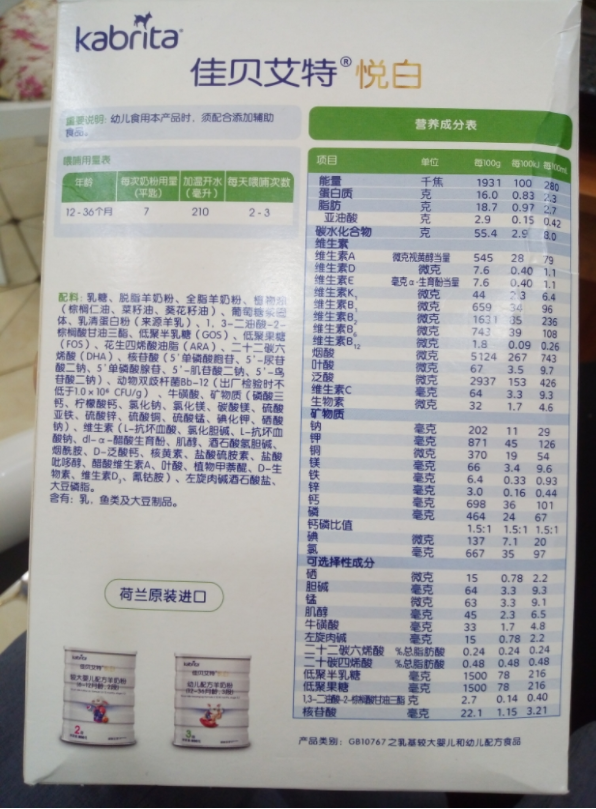 kabrita®
佳贝艾特®悦白
重要说明: 幼儿食用本产品时, 须配合添加辅助
食品。
喂哺用量表
年龄 每次奶粉用量(平匙) 加温开水(毫升) 每天喂哺次数
12-36个月 7 210 2-3
配料: 乳糖、脱脂羊奶粉、全脂羊奶粉、植物油
(棕榈仁油、菜籽油、葵花籽油)、葡萄糖浆固
体、乳清蛋白粉(来源羊乳)、1, 3-二油酸-2-
棕榈酸甘油三酯、低聚半乳糖(GOS)、低聚果糖
(FOS)、花生四烯酸油脂(ARA)、二十二碳六
烯酸(DHA)、核苷酸(5'单磷酸胞苷、5'-尿苷
酸二钠、5'单磷酸腺苷、5'-肌苷酸二钠、5'-鸟
苷酸二钠)、动物双歧杆菌Bb-12(出厂检验时不
低于1.0×10⁶ CFU/g)、牛磺酸、矿物质(磷酸三
钙、柠檬酸钙、氯化钠、氯化镁、碳酸镁、硫酸
亚铁、硫酸锌、硫酸铜、硫酸锰、碘化钾、硒酸
钠)、维生素(L-抗坏血酸、氯化胆碱、L-抗坏血
酸钠、dl-α-醋酸生育酚、肌醇、酒石酸氢胆碱、
烟酰胺、D-泛酸钙、核黄素、盐酸硫胺素、盐酸
吡哆醇、醋酸维生素A、叶酸、植物甲萘醌、D-生
物素、维生素D₃、氰钴胺)、左旋肉碱酒石酸盐、
大豆磷脂。
含有: 乳、鱼类及大豆制品。
荷兰原装进口
kabrita
佳贝艾特
较大婴儿配方羊奶粉
2
kabrita
佳贝艾特
幼儿配方羊奶粉
3
营养成分表
项目 单位 每100g 每100kJ 每100mL
能量 千焦 1931 100 280
蛋白质 克 16.0 0.83 2.3
脂肪 克 18.7 0.97 2.7
亚油酸 克 2.9 0.15 0.42
碳水化合物 克 55.4 2.9 8.0
维生素
维生素A 微克视黄醇当量 545 28 79
维生素D 微克 7.6 0.40 1.1
维生素E 毫克α-生育酚当量 7.6 0.40 1.1
维生素K₁ 微克 44 2.3 6.4
维生素B₁ 微克 659 34 96
维生素B₂ 微克 1631 35 236
维生素B₆ 微克 743 39 108
维生素B₁₂ 微克 1.8 0.09 0.26
烟酸 微克 5124 267 743
叶酸 微克 67 3.5 9.7
泛酸 微克 2937 153 426
维生素C 毫克 64 3.3 9.3
生物素 微克 32 1.7 4.6
矿物质
钠 毫克 202 11 29
钾 毫克 871 45 126
铜 微克 370 19 54
镁 毫克 66 3.4 9.6
铁 毫克 6.4 0.33 0.93
锌 毫克 3.0 0.16 0.44
钙 毫克 698 36 101
磷 毫克 464 24 67
钙磷比值 1.5:1 1.5:1 1.5:1
碘 微克 137 7.1 20
氯 毫克 667 35 97
可选择性成分
硒 微克 15 0.78 2.2
胆碱 毫克 64 3.3 9.3
锰 微克 63 3.3 9.1
肌醇 毫克 45 2.3 6.5
牛磺酸 毫克 33 1.7 4.8
左旋肉碱 毫克 15 0.78 2.2
二十二碳六烯酸 %总脂肪酸 0.24 0.24 0.24
二十碳四烯酸 %总脂肪酸 0.48 0.48 0.48
低聚半乳糖 毫克 1500 78 216
低聚果糖 毫克 1500 78 216
1,3-二油酸-2-棕榈酸甘油三酯 克 2.7 0.14 0.40
核苷酸 毫克 22.1 1.15 3.21
产品类别: GB10767之乳基较大婴儿和幼儿配方食品